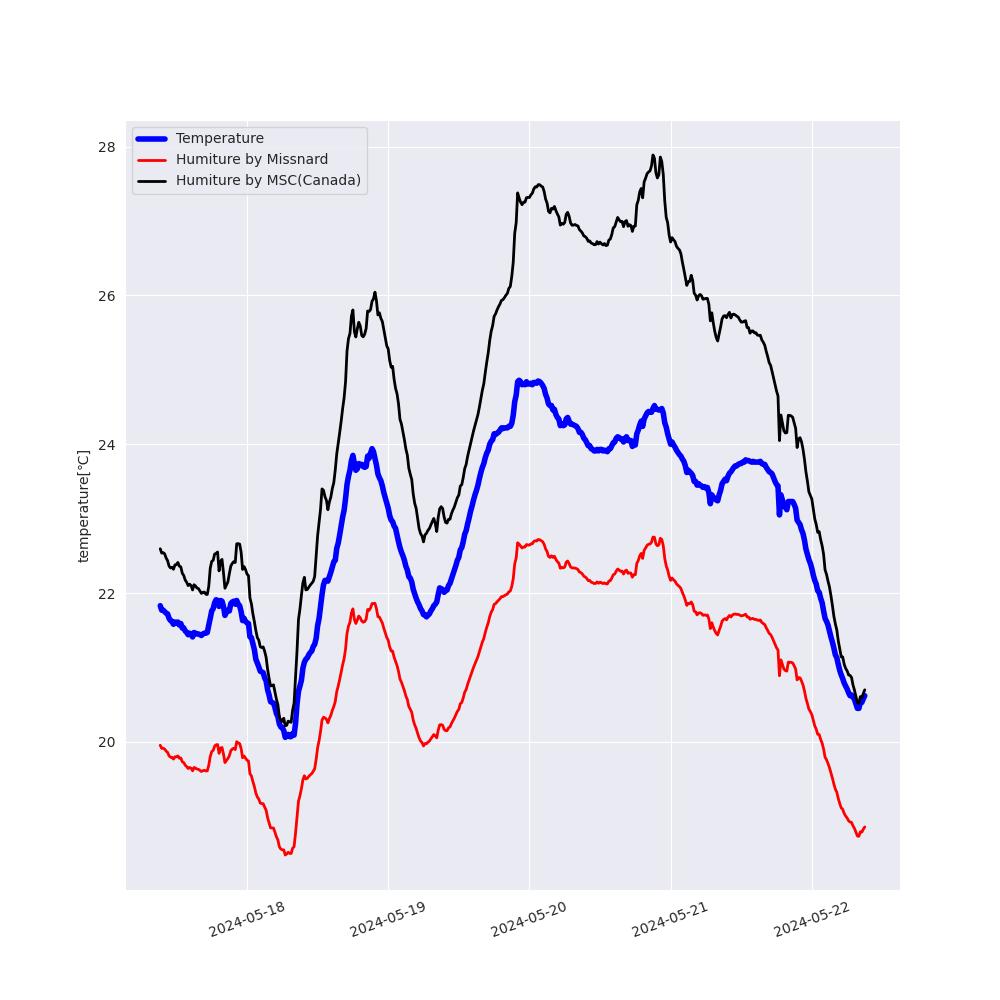 Temperature
Humiture by Missnard
Humiture by MSC(Canada)
28
26
24
22
20
temperature[℃]
2024-05-18
2024-05-19
2024-05-20
2024-05-21
2024-05-22